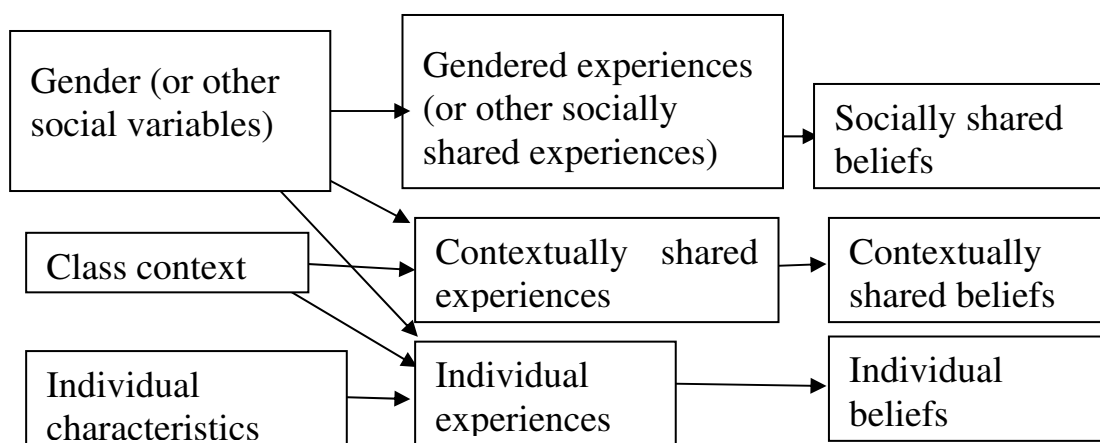 Gender (or other
social variables)
Gendered experiences
(or other socially
shared experiences)
Socially shared
beliefs
Class context
Contextually shared
experiences
Contextually
shared beliefs
Individual
characteristics
Individual
experiences
Individual
beliefs